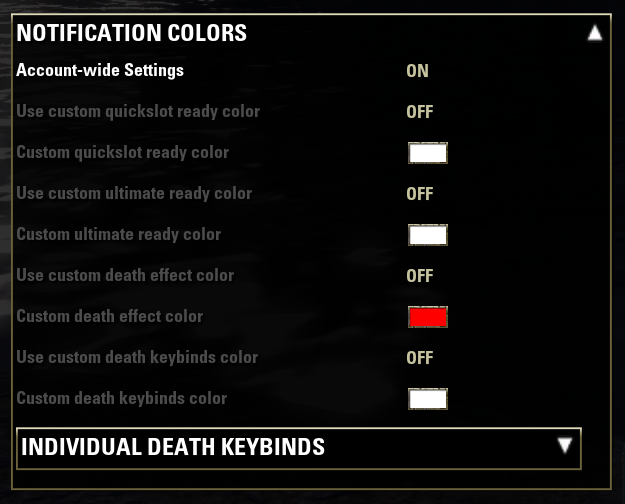 NOTIFICATION COLORS
Account-wide Settings ON
Use custom quickslot ready color OFF
Custom quickslot ready color
Use custom ultimate ready color OFF
Custom ultimate ready color
Use custom death effect color OFF
Custom death effect color
Use custom death keybinds color OFF
Custom death keybinds color
INDIVIDUAL DEATH KEYBINDS